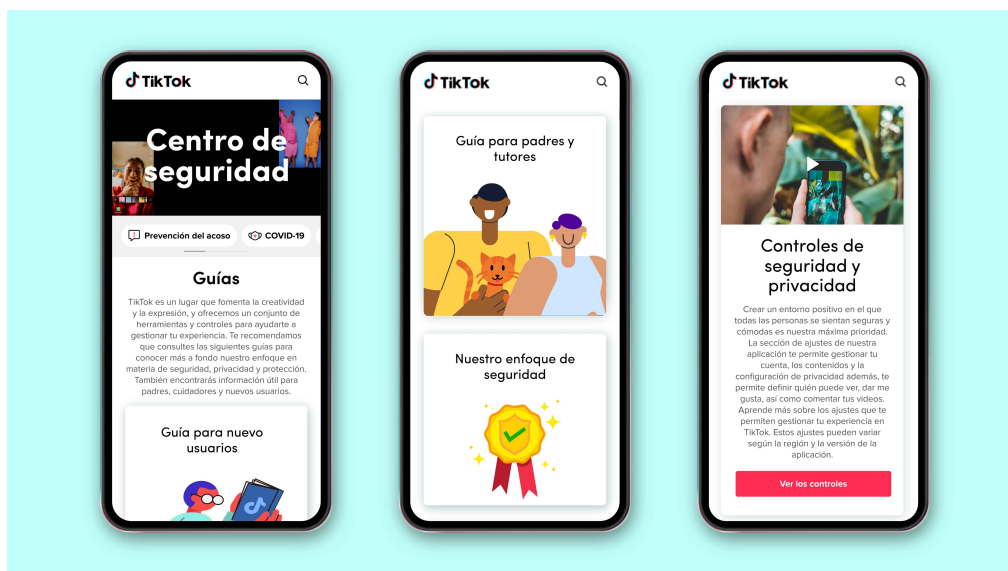 TikTok
Centro de
seguridad
Prevención del acoso
COVID-19
Guías
TikTok es un lugar que fomenta la creatividad
y la expresión, y ofrecemos un conjunto de
herramientas y controles para ayudarte a
gestionar tu experiencia. Te recomendamos
que consultes las siguientes guías para
conocer más a fondo nuestro enfoque en
materia de seguridad, privacidad y protección.
También encontrarás información útil para
padres, cuidadores y nuevos usuarios.
Guía para nuevo
usuarios
TikTok
Guía para padres y
tutores
Nuestro enfoque de
seguridad
TikTok
Controles de
seguridad y
privacidad
Crear un entorno positivo en el que
todas las personas se sientan seguras y
cómodas es nuestra máxima prioridad.
La sección de ajustes de nuestra
aplicación te permite gestionar tu
cuenta, los contenidos y la
configuración de privacidad además, te
permite definir quién puede ver, dar me
gusta, así como comentar tus videos.
Aprende más sobre los ajustes que te
permiten gestionar tu experiencia en
TikTok. Estos ajustes pueden variar
según la región y la versión de la
aplicación.
Ver los controles